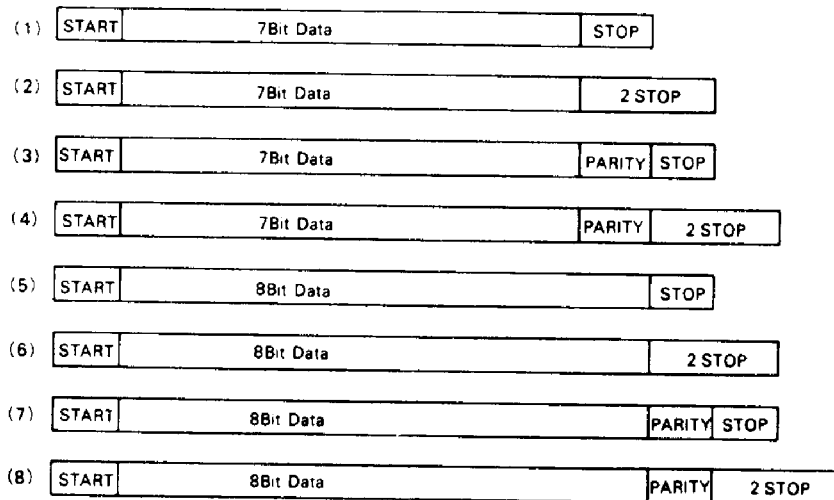 (1) START 7Bit Data STOP
(2) START 7Bit Data 2 STOP
(3) START 7Bit Data PARITY STOP
(4) START 7Bit Data PARITY 2 STOP
(5) START 8Bit Data STOP
(6) START 8Bit Data 2 STOP
(7) START 8Bit Data PARITY STOP
(8) START 8Bit Data PARITY 2 STOP